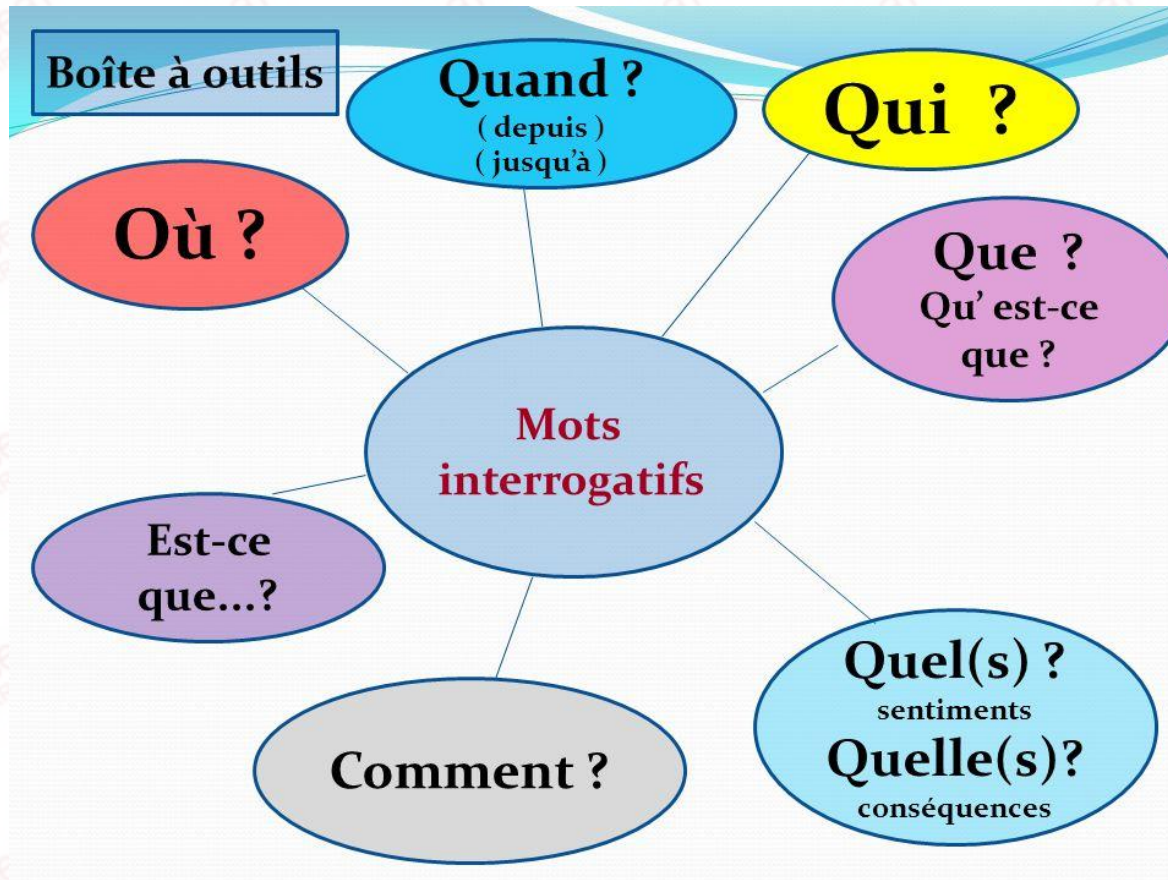 Boîte à outils
Quand ?
( depuis )
( jusqu'à )
Qui ?
Où ?
Que ?
Qu' est-ce
que ?
Mots
interrogatifs
Est-ce
que...?
Comment ?
Quel(s) ?
sentiments
Quelle(s)?
conséquences